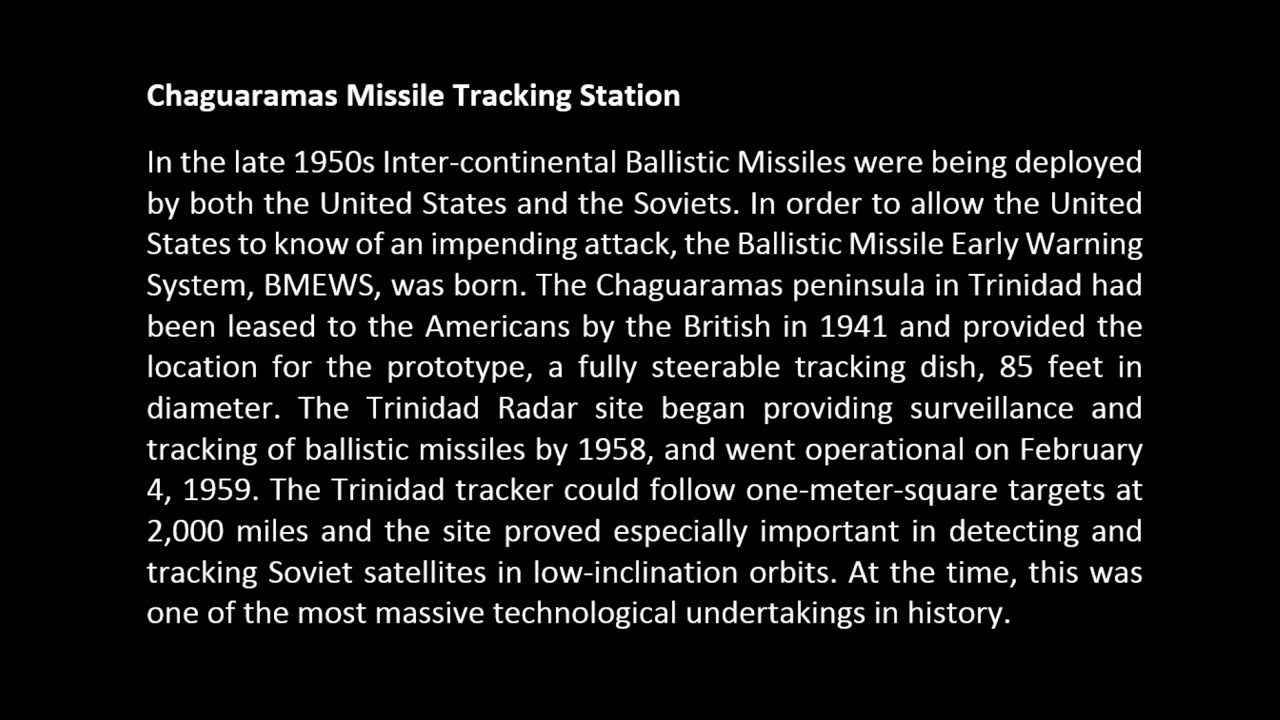 Chaguaramas Missile Tracking Station
In the late 1950s Inter-continental Ballistic Missiles were being deployed
by both the United States and the Soviets. In order to allow the United
States to know of an impending attack, the Ballistic Missile Early Warning
System, BMEWS, was born. The Chaguaramas peninsula in Trinidad had
been leased to the Americans by the British in 1941 and provided the
location for the prototype, a fully steerable tracking dish, 85 feet in
diameter. The Trinidad Radar site began providing surveillance and
tracking of ballistic missiles by 1958, and went operational on February
4, 1959. The Trinidad tracker could follow one-meter-square targets at
2,000 miles and the site proved especially important in detecting and
tracking Soviet satellites in low-inclination orbits. At the time, this was
one of the most massive technological undertakings in history.